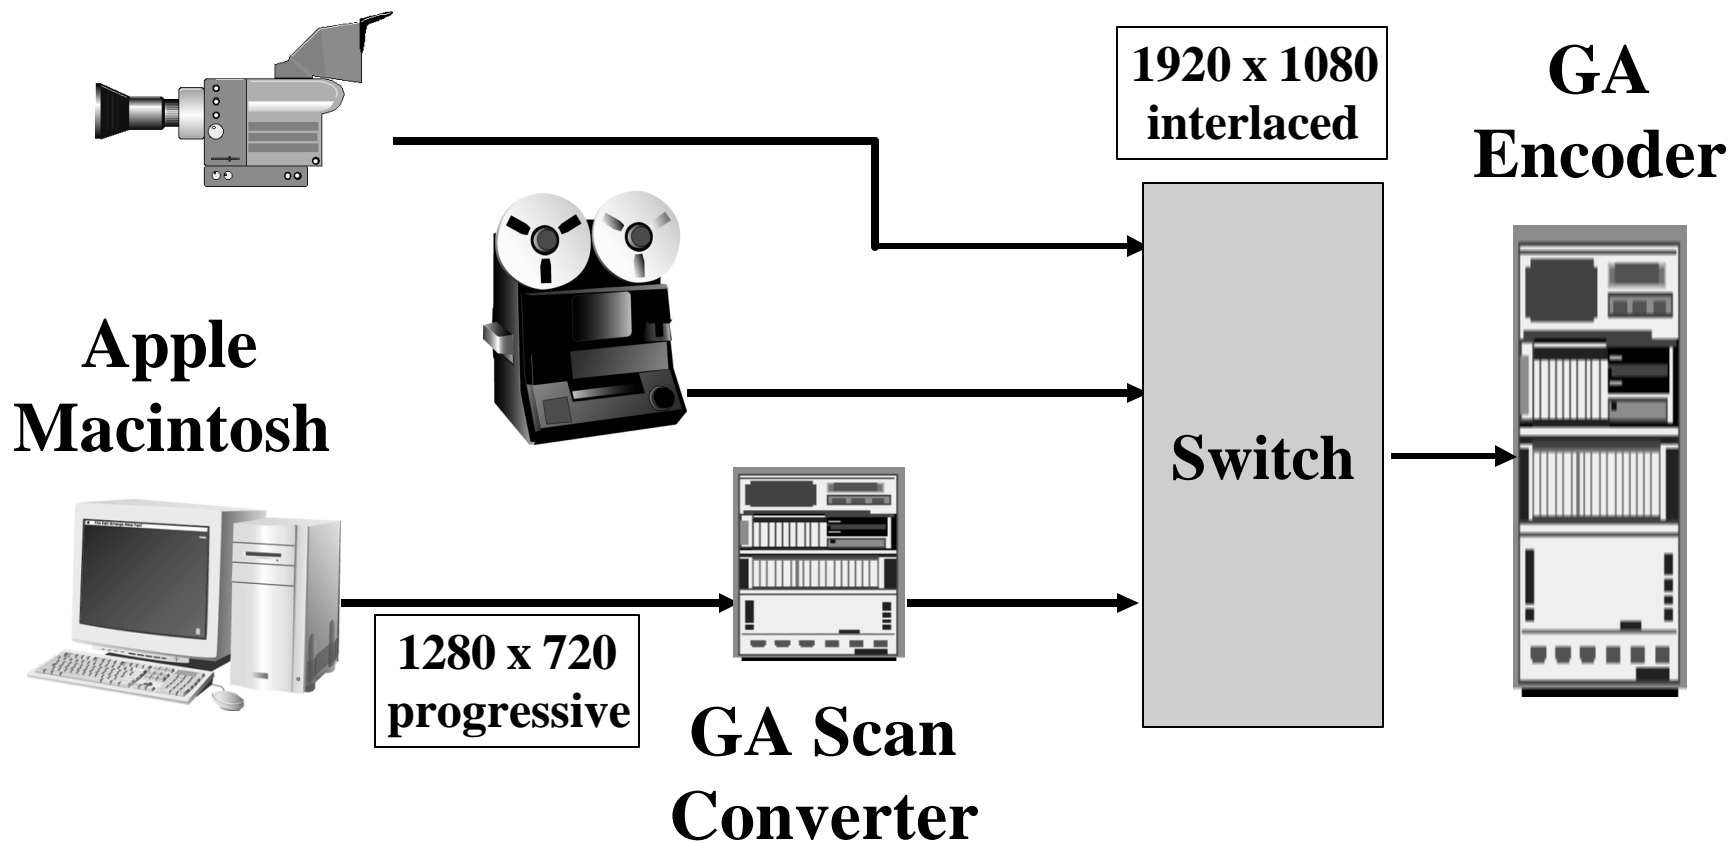 1920 x 1080
interlaced
GA
Encoder
Apple
Macintosh
Switch
1280 x 720
progressive
GA Scan
Converter